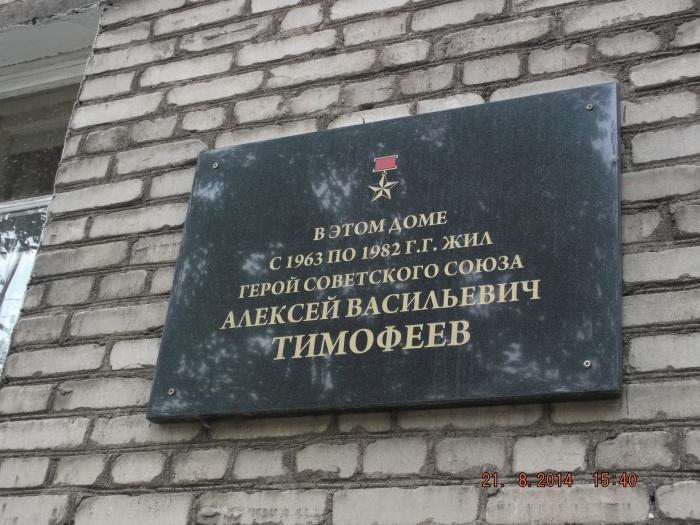 В ЭТОМ ДОМЕ
С 1963 ПО 1982 Г.Г. ЖИЛ
ГЕРОЙ СОВЕТСКОГО СОЮЗА
АЛЕКСЕЙ ВАСИЛЬЕВИЧ
ТИМОФЕЕВ
21. 8.2014 15:40